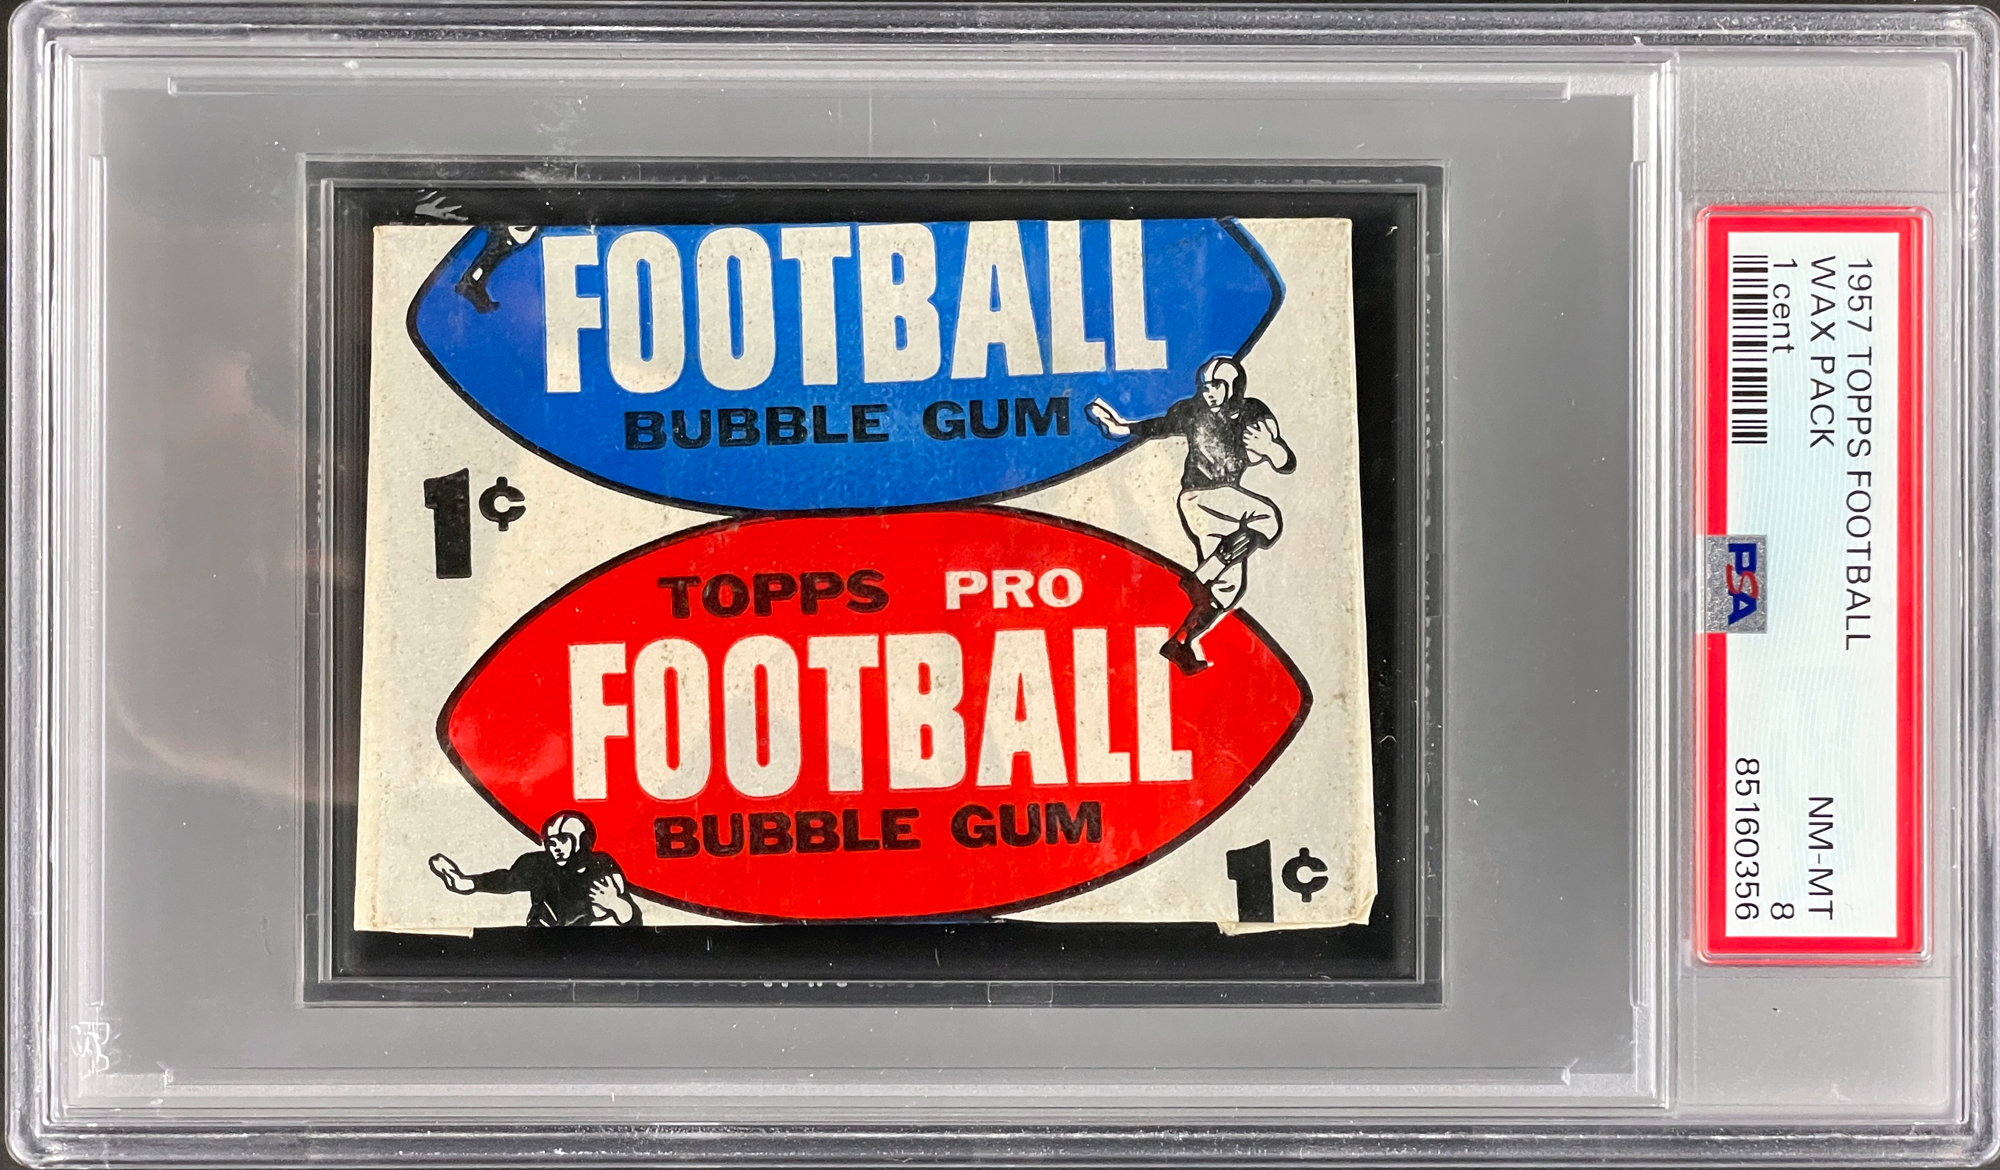 FOOTBALL
BUBBLE GUM
1¢
TOPPS PRO
FOOTBALL
BUBBLE GUM
1¢
1957 TOPPS FOOTBALL
WAX PACK NM-MT
1 cent 8
85160356
PSA
PSA